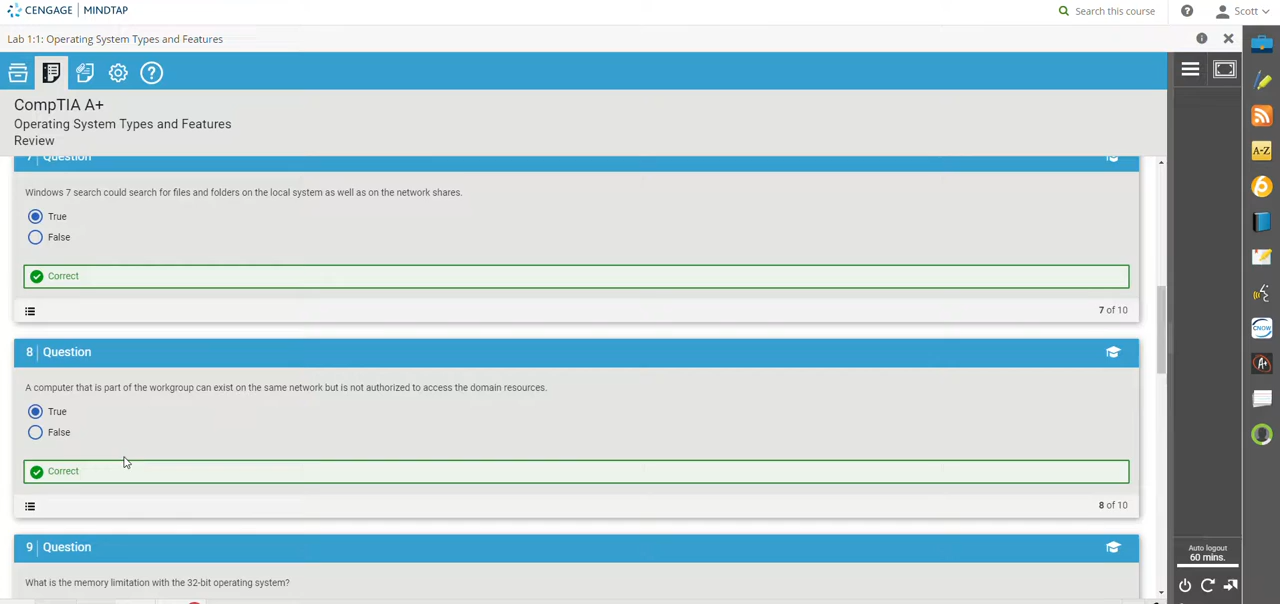 CENGAGE | MINDTAP
Search this course
Scott
Lab 1:1: Operating System Types and Features
CompTIA A+
Operating System Types and Features
Review
7 | Question
Windows 7 search could search for files and folders on the local system as well as on the network shares.
True
False
Correct
7 of 10
8 | Question
A computer that is part of the workgroup can exist on the same network but is not authorized to access the domain resources.
True
False
Correct
8 of 10
9 | Question
What is the memory limitation with the 32-bit operating system?
A-Z
CNOW
A+
Auto logout
60 mins.